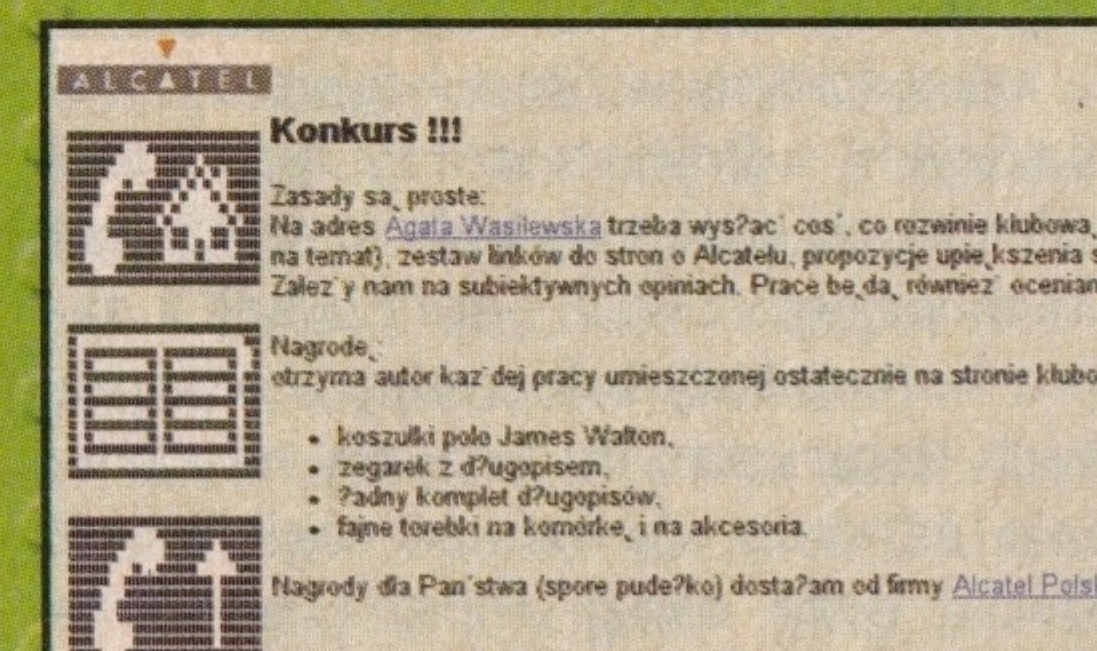 ALCATEL
Konkurs !!!
Zasady sa˛ proste:
Na adres Agata Wasilewska trzeba wys?ac´ cos´, co rozwinie klubowa˛
na temat), zestaw linków do stron o Alcatelu, propozycje upie˛kszenia s
Zalez˙y nam na subiektywnych opiniach. Prace be˛da˛ równiez˙ ocenian
Nagrode˛:
otrzyma autor kaz˙dej pracy umieszczonej ostatecznie na stronie klubo
• koszulki polo James Walton,
• zegarek z d?ugopisem,
• ?adny komplet d?ugopisów,
• fajne torebki na komórke˛ i na akcesoria.
Nagrody dla Pan´stwa (spore pude?ko) dosta?am od firmy Alcatel Polsk